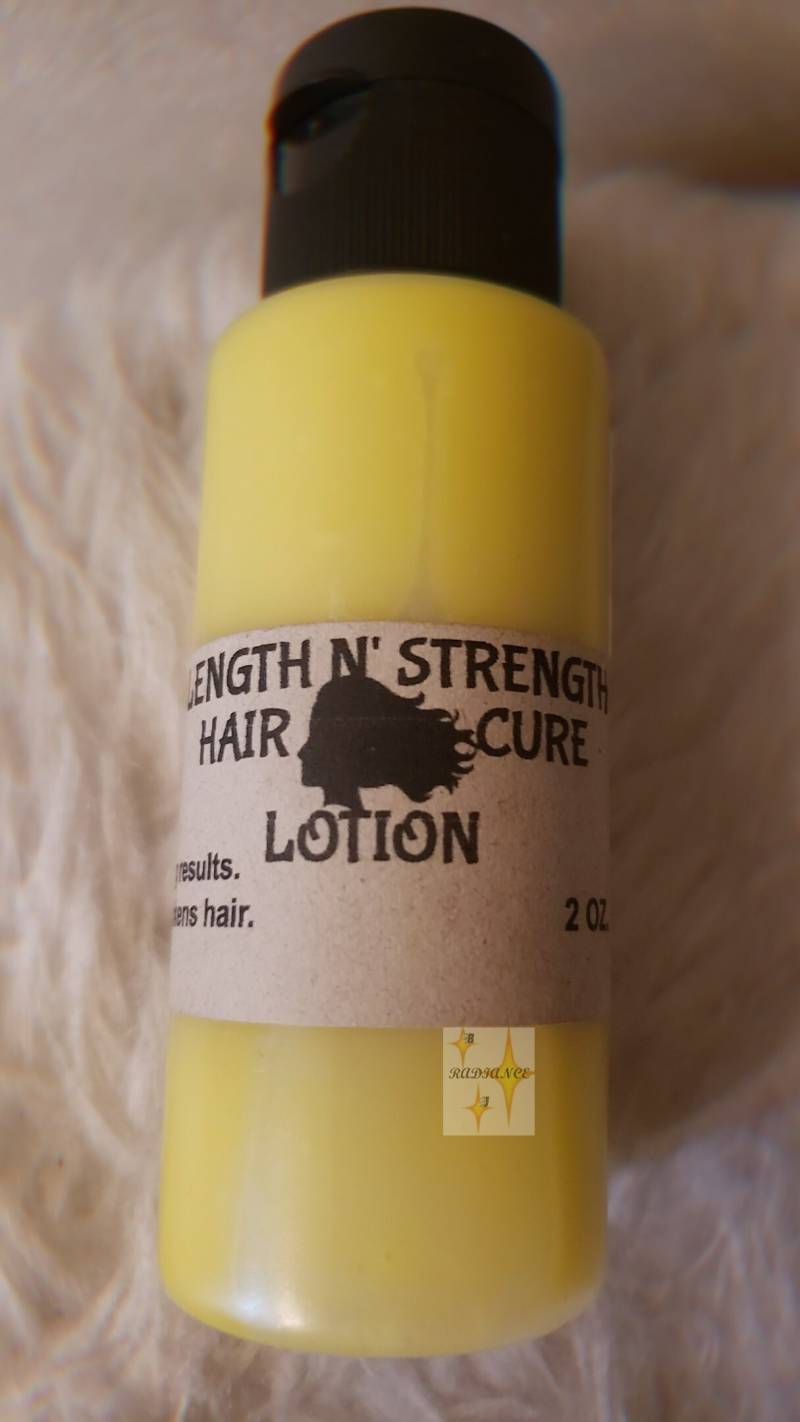 LENGTH N' STRENGTH
HAIR CURE
LOTION
results.
hair.
2 OZ.
RADIANCE